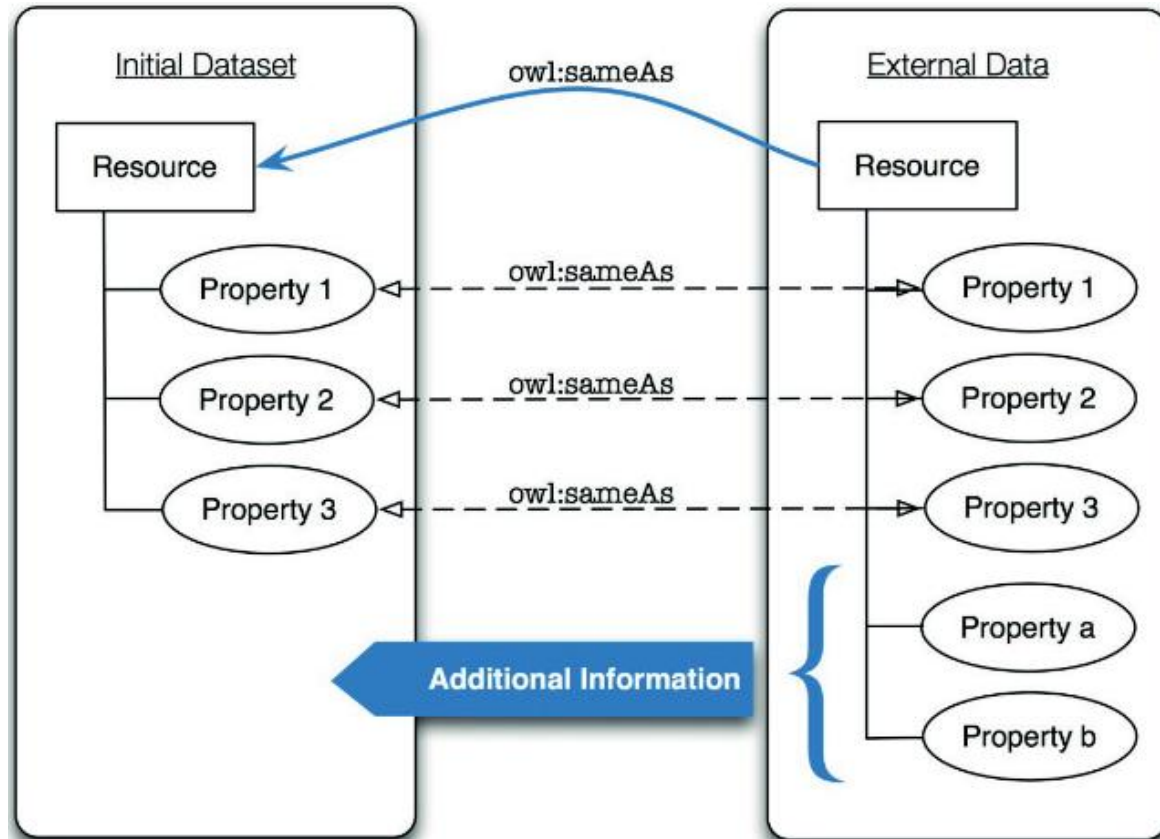 Initial Dataset
owl:sameAs
External Data
Resource
Resource
Property 1
owl:sameAs
Property 1
Property 2
owl:sameAs
Property 2
Property 3
owl:sameAs
Property 3
Property a
Additional Information
Property b